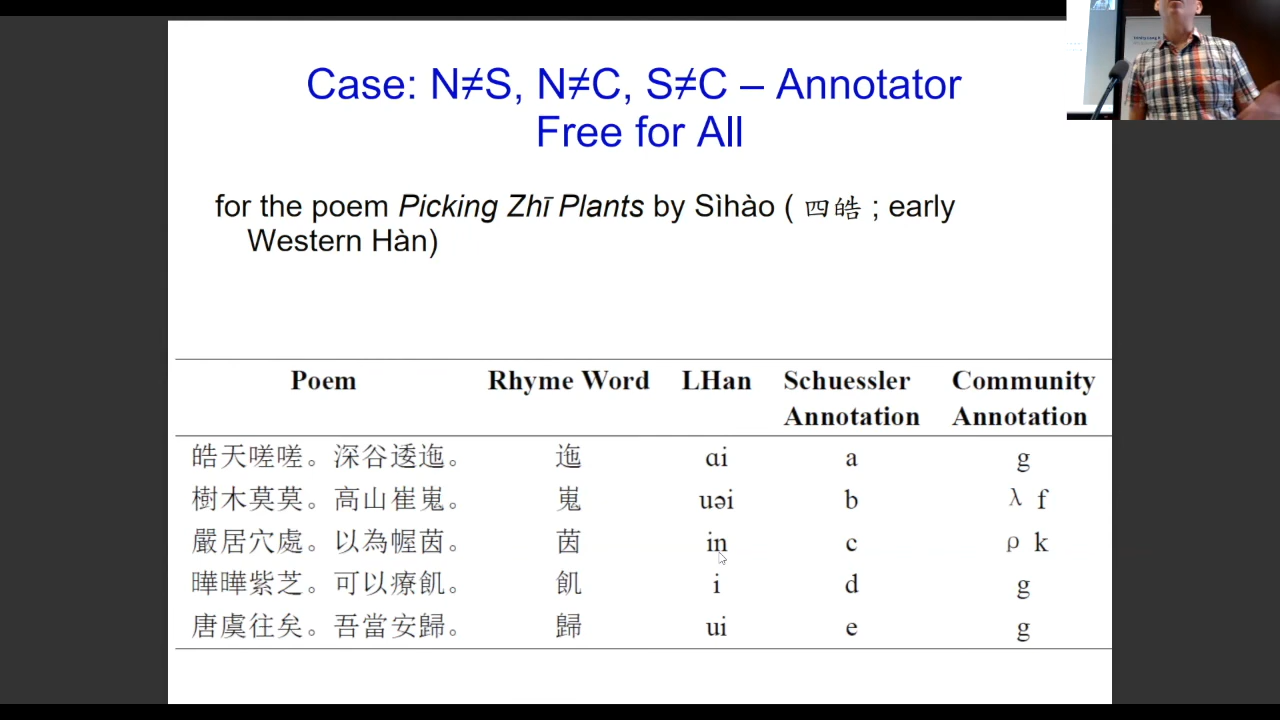 Case: N≠S, N≠C, S≠C – Annotator
Free for All
for the poem Picking Zhī Plants by Sìhào ( 四皓 ; early
Western Hàn)
Poem Rhyme Word LHan Schuessler Annotation Community Annotation
皓天嗟嗟。深谷逶迤。 迤 ɑi a g
樹木莫莫。高山崔嵬。 嵬 uəi b λ f
嚴居穴處。以為幄茵。 茵 in c ρ k
曄曄紫芝。可以療飢。 飢 i d g
唐虞往矣。吾當安歸。 歸 ui e g